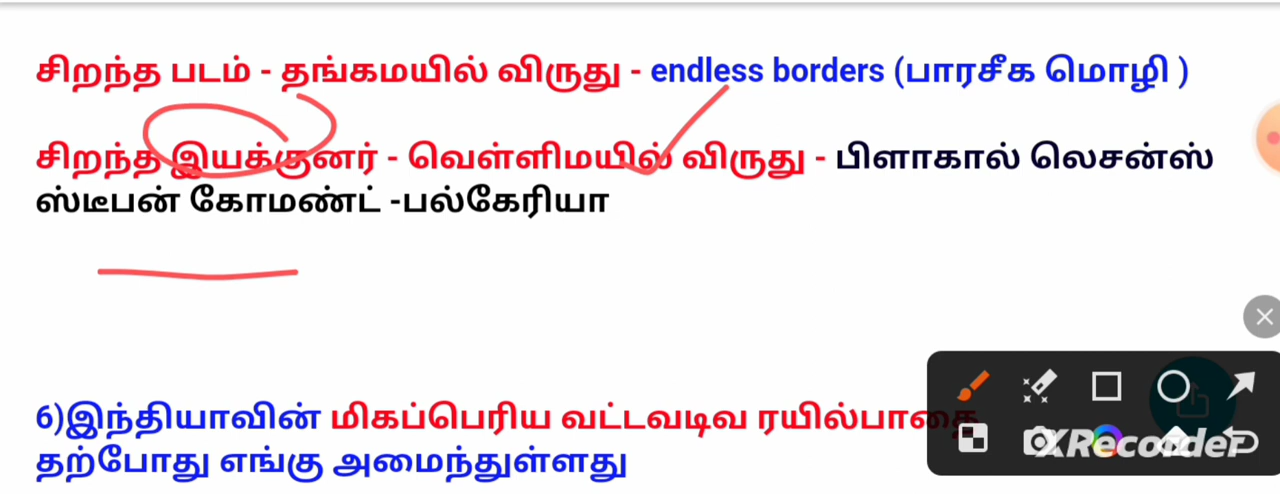 சிறந்த படம் - தங்கமயில் விருது - endless borders (பாரசீக மொழி )
சிறந்த இயக்குனர் - வெள்ளிமயில் விருது - பிளாகால் லெசன்ஸ்
ஸ்டீபன் கோமண்ட் -பல்கேரியா
6)இந்தியாவின் மிகப்பெரிய வட்டவடிவ ரயில்பாதை
தற்போது எங்கு அமைந்துள்ளது
XRecorder